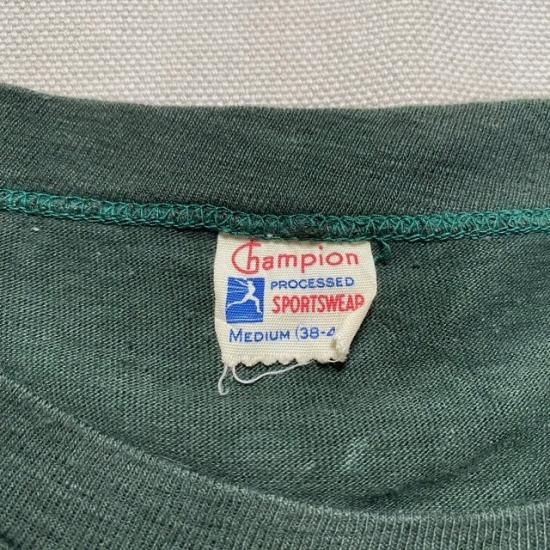 Champion
PROCESSED
SPORTSWEAR
MEDIUM (38-4